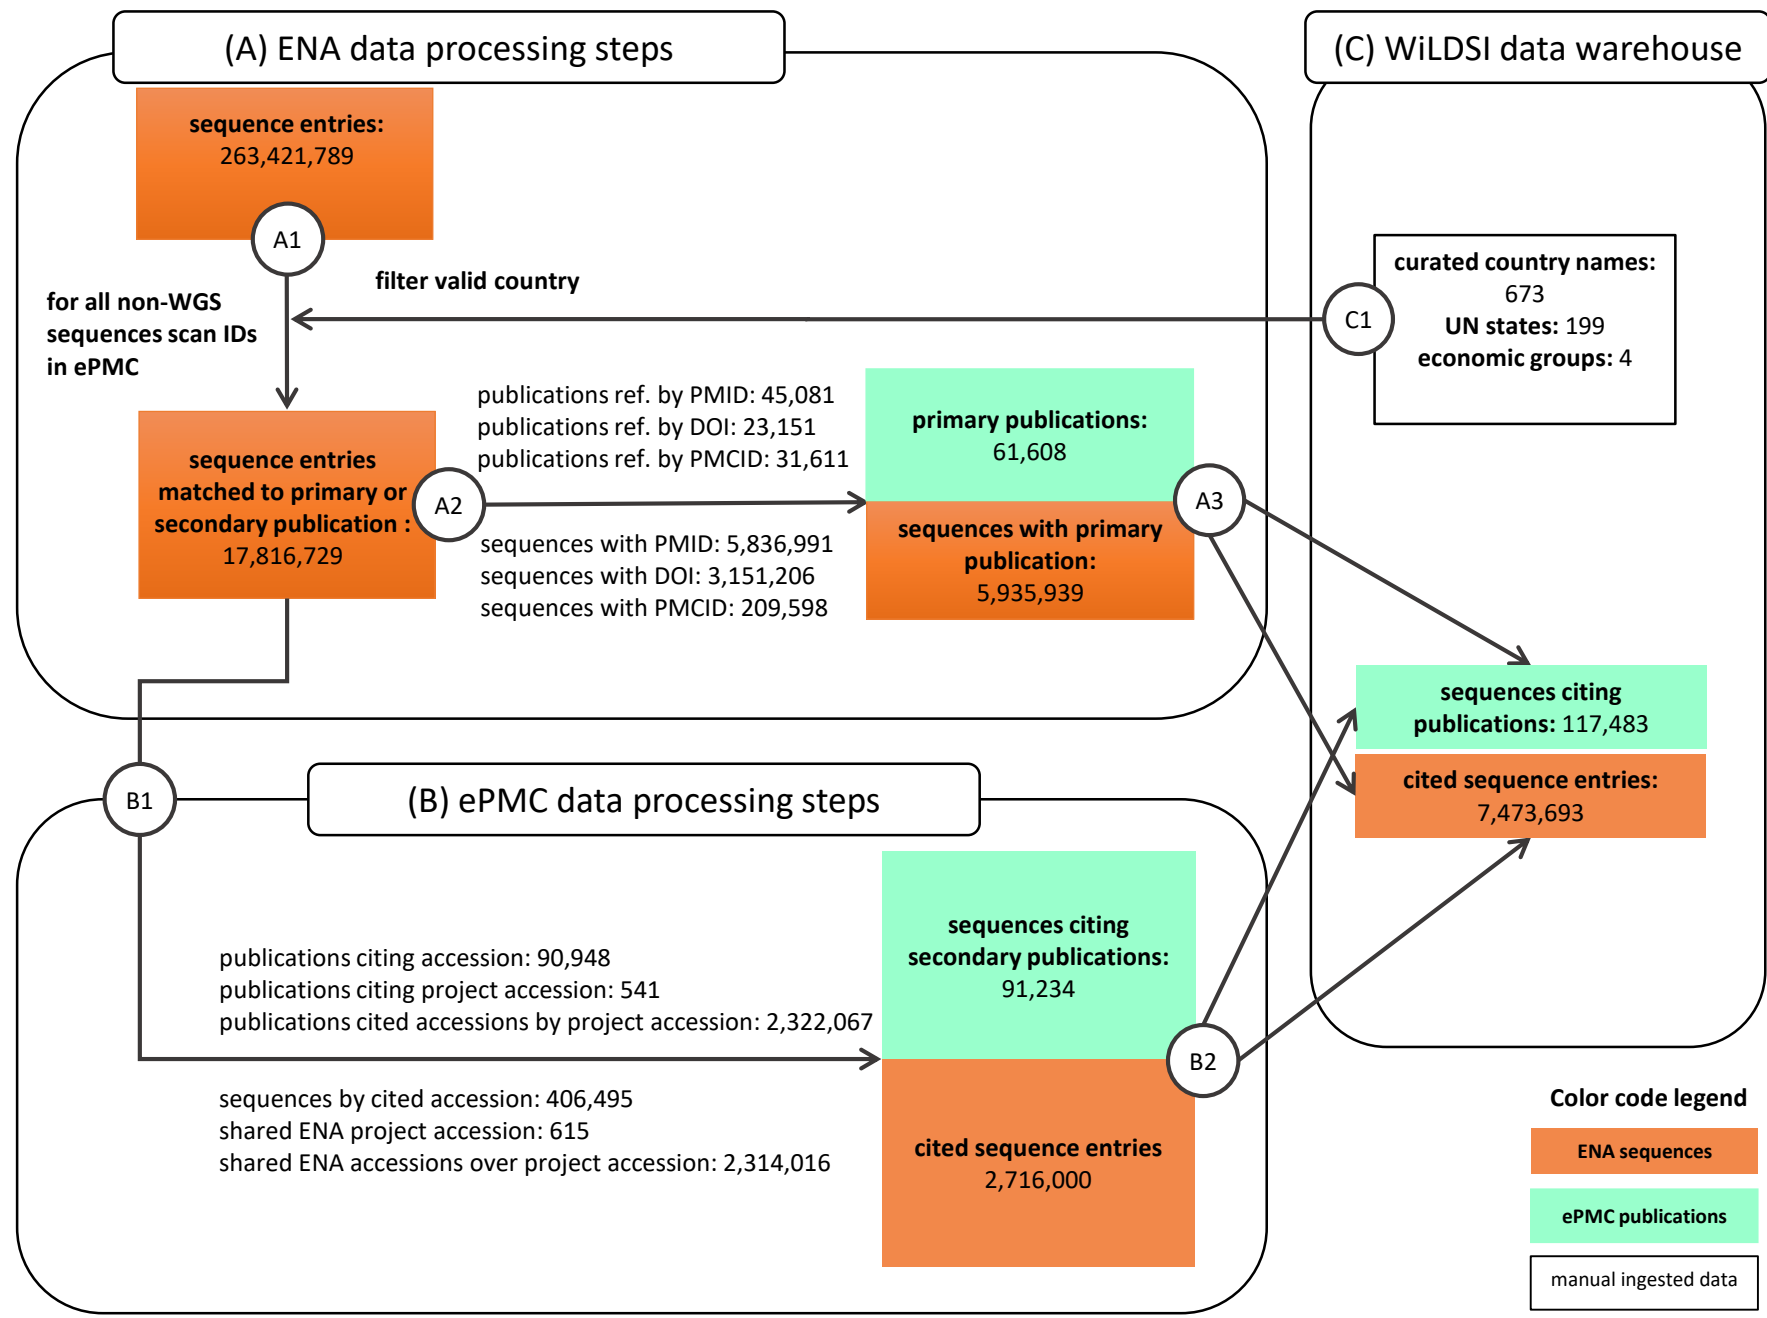 (A) ENA data processing steps
sequence entries:
263,421,789
A1
for all non-WGS
sequences scan IDs
in ePMC
filter valid country
sequence entries
matched to primary or
secondary publication :
17,816,729
A2
publications ref. by PMID: 45,081
publications ref. by DOI: 23,151
publications ref. by PMCID: 31,611
sequences with PMID: 5,836,991
sequences with DOI: 3,151,206
sequences with PMCID: 209,598
primary publications:
61,608
sequences with primary
publication:
5,935,939
A3
(B) ePMC data processing steps
B1
publications citing accession: 90,948
publications citing project accession: 541
publications cited accessions by project accession: 2,322,067
sequences by cited accession: 406,495
shared ENA project accession: 615
shared ENA accessions over project accession: 2,314,016
sequences citing
secondary publications:
91,234
cited sequence entries
2,716,000
B2
(C) WiLDSI data warehouse
C1
curated country names:
673
UN states: 199
economic groups: 4
sequences citing
publications: 117,483
cited sequence entries:
7,473,693
Color code legend
ENA sequences
ePMC publications
manual ingested data